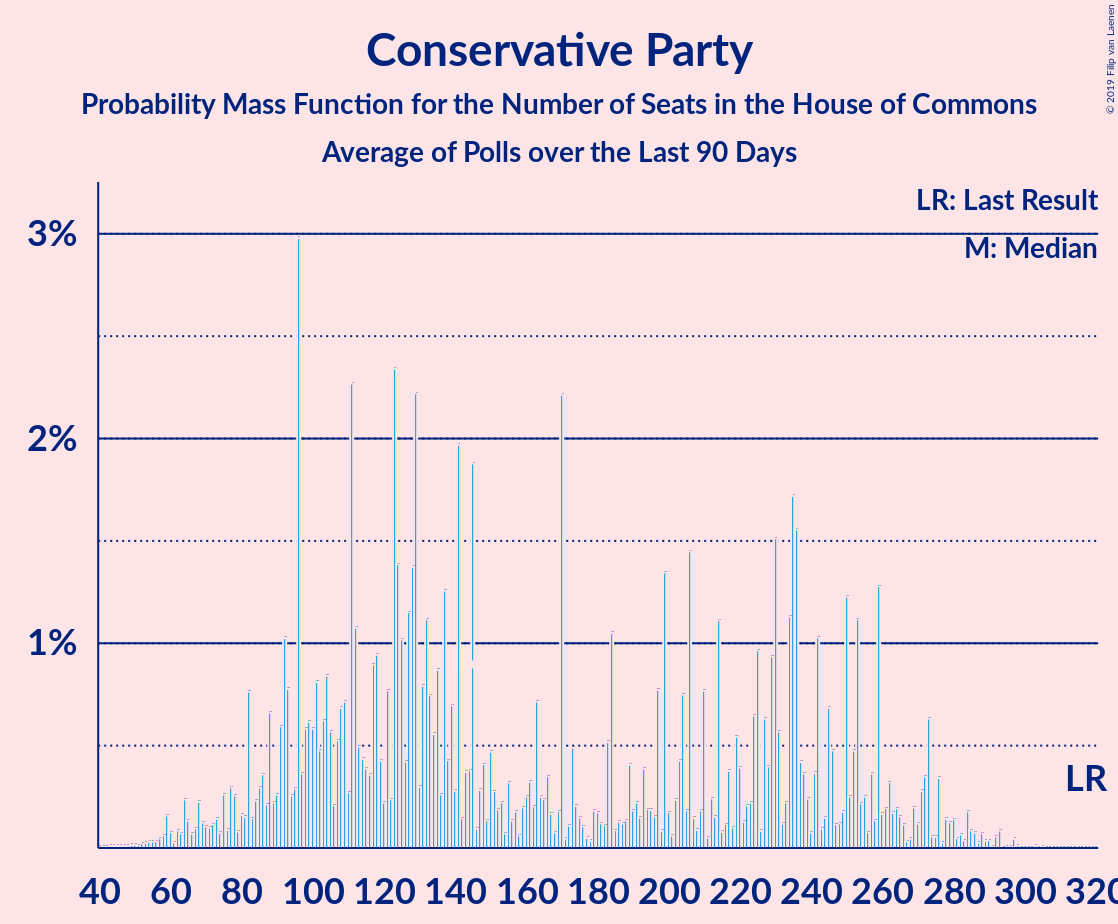 Conservative Party
Probability Mass Function for the Number of Seats in the House of Commons
Average of Polls over the Last 90 Days
© 2019 Filip van Laenen
LR: Last Result
M: Median
3%
2%
1%
LR
40 60 80 100 120 140 160 180 200 220 240 260 280 300 320